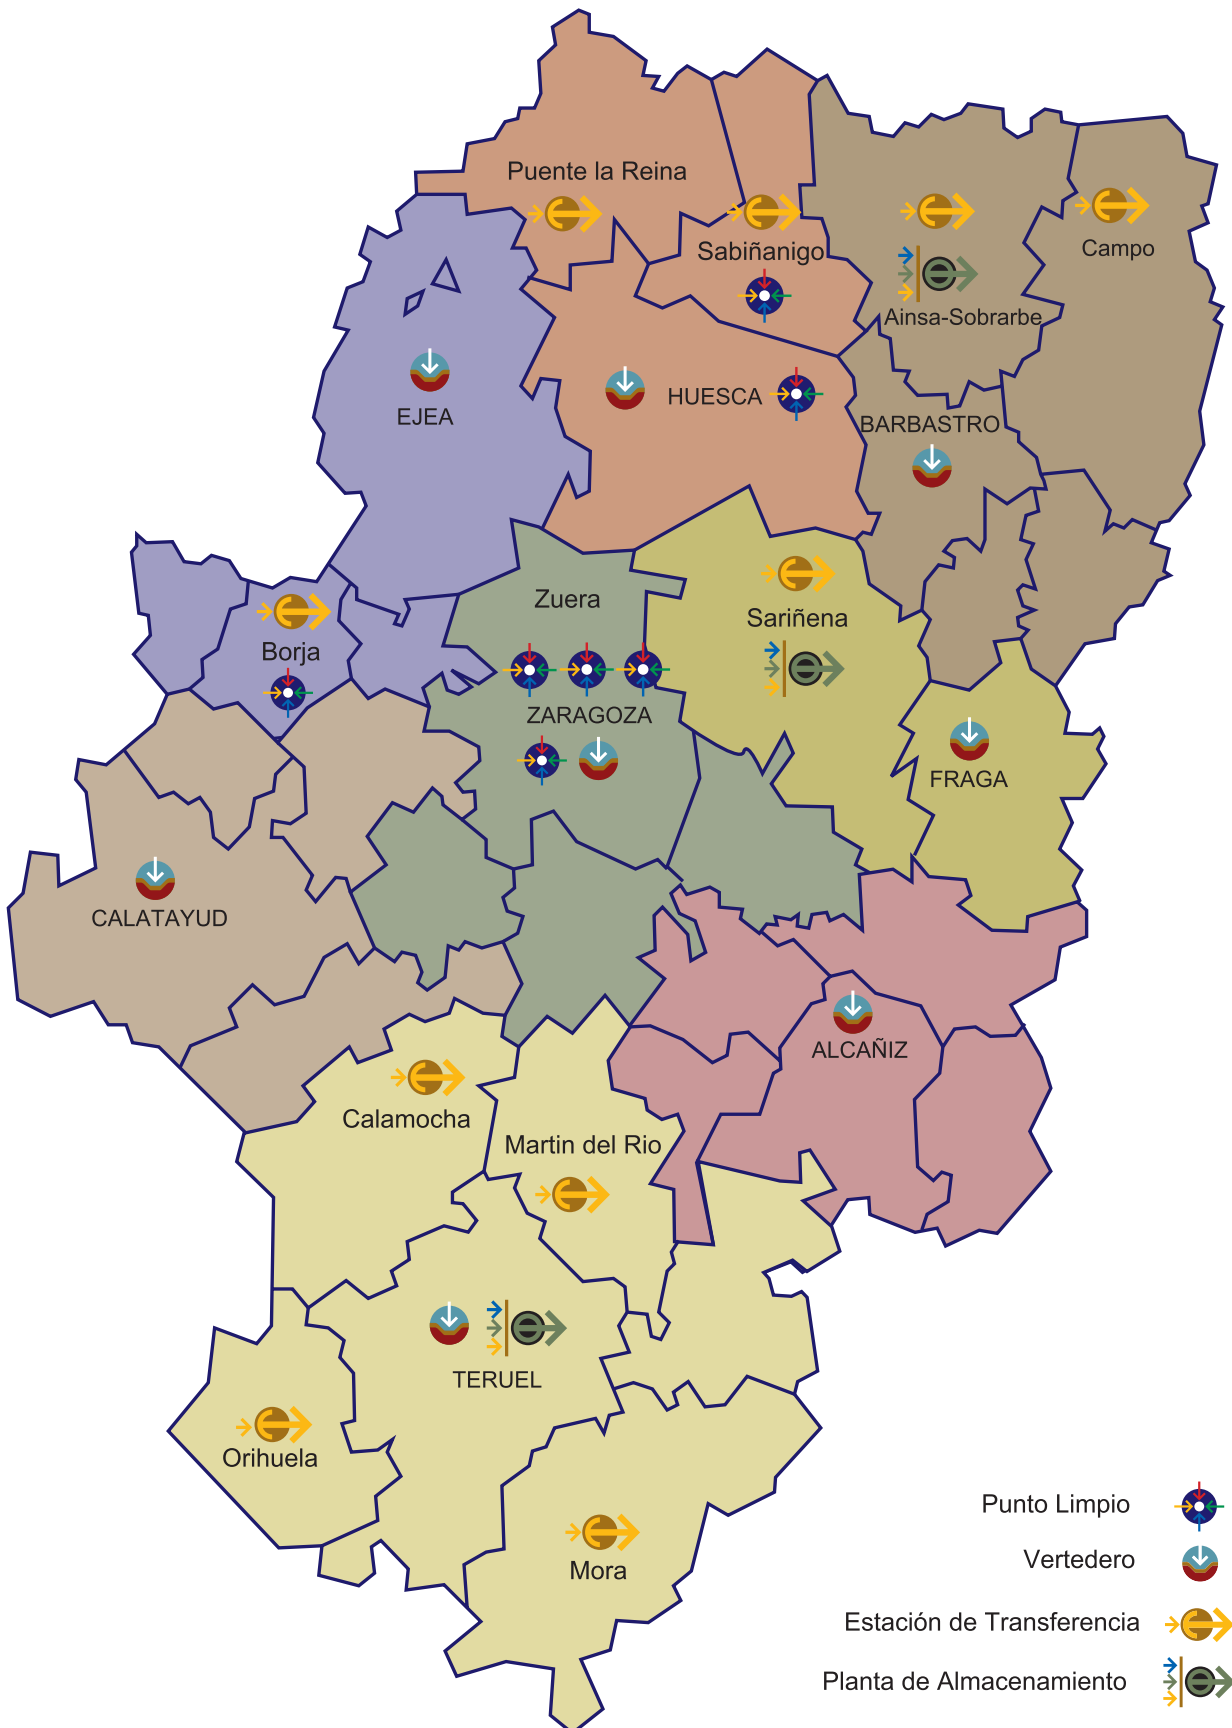 Puente la Reina
Sabiñanigo
Campo
Ainsa-Sobrarbe
HUESCA
EJEA
BARBASTRO
Zuera
Sariñena
Borja
ZARAGOZA
FRAGA
CALATAYUD
ALCAÑIZ
Calamocha
Martin del Rio
TERUEL
Orihuela
Mora
Punto Limpio
Vertedero
Estación de Transferencia
Planta de Almacenamiento